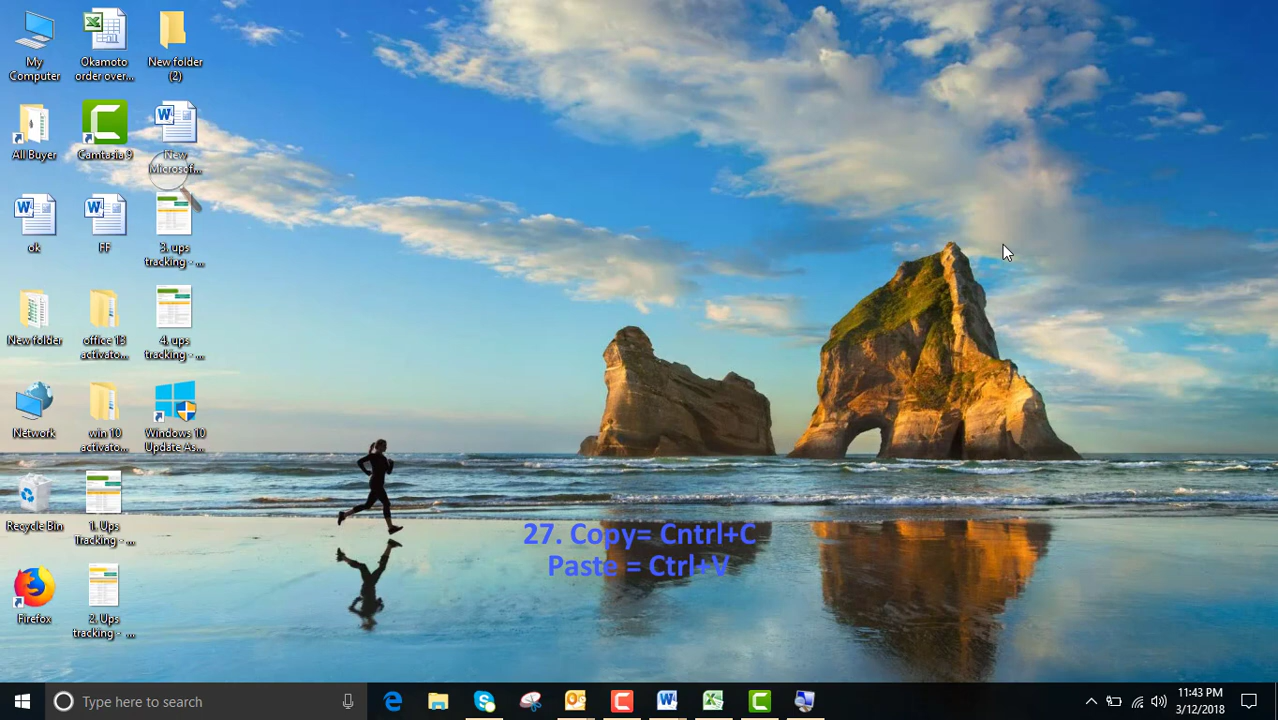 My
Computer
Okamoto
order over...
New folder
(2)
All Buyer
Camtasia 9
New
Microsof...
ok
FF
3. ups
tracking - ...
New folder
office 13
activato...
4. ups
tracking - ...
Network
win 10
activato...
Windows 10
Update As...
Recycle Bin
1. Ups
Tracking - ...
Firefox
2. Ups
tracking - ...
27. Copy= Cntrl+C
Paste = Ctrl+V
Type here to search
11:43 PM
3/12/2018